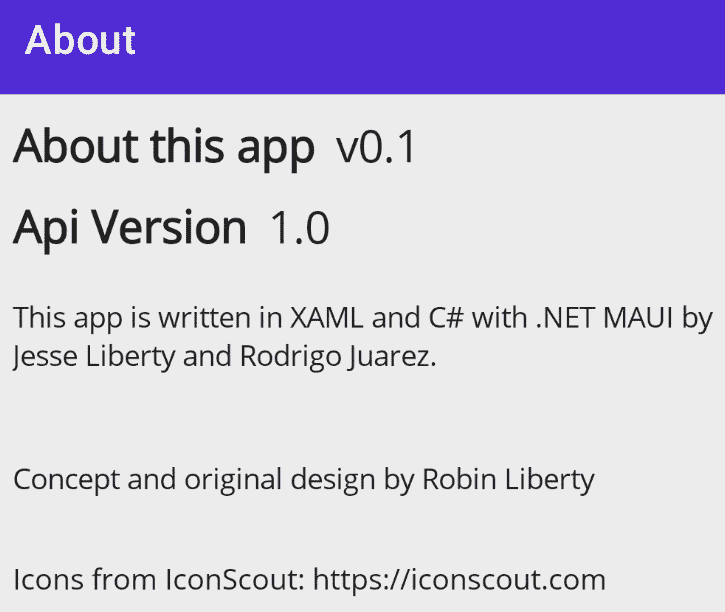 About
About this app v0.1
Api Version 1.0
This app is written in XAML and C# with .NET MAUI by
Jesse Liberty and Rodrigo Juarez.
Concept and original design by Robin Liberty
Icons from IconScout: https://iconscout.com